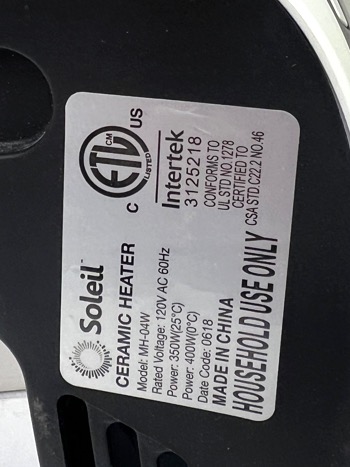 Soleil™
CERAMIC HEATER
Model: MH-04W
Rated Voltage: 120V AC 60Hz
Power: 350W(25°C)
Power: 400W(0°C)
Date Code: 0618
MADE IN CHINA
HOUSEHOLD USE ONLY
C ETL CM US
LISTED
Intertek
3125218
CONFORMS TO
UL STD.NO.1278
CERTIFIED TO
CSA STD.C22.2 NO.46